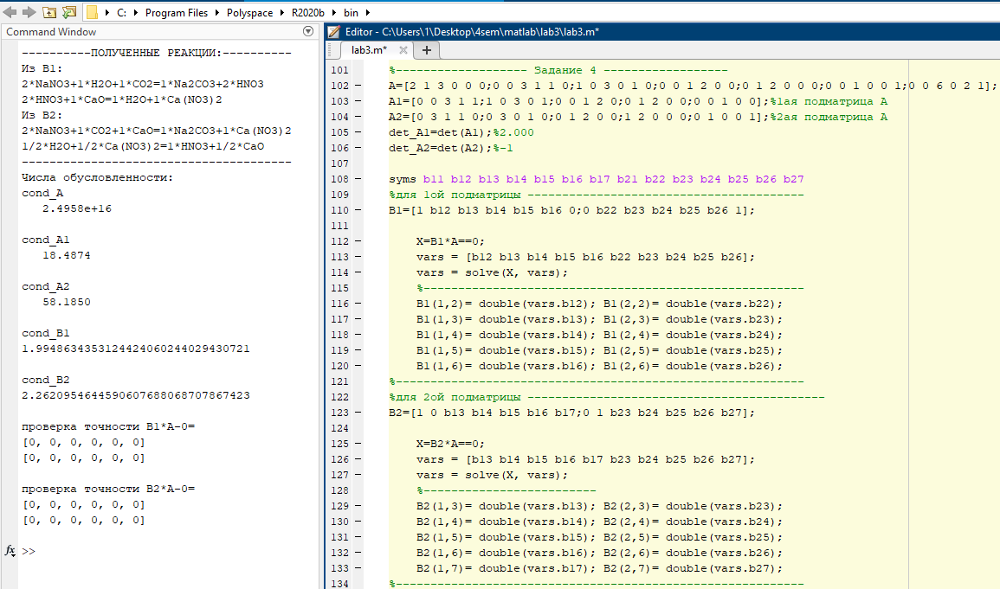 C: Program Files Polyspace R2020b bin
Command Window
----------ПОЛУЧЕННЫЕ РЕАКЦИИ:----------
Из B1:
2*NaNO3+1*H2O+1*CO2=1*Na2CO3+2*HNO3
2*HNO3+1*CaO=1*H2O+1*Ca(NO3)2
Из B2:
2*NaNO3+1*CO2+1*CaO=1*Na2CO3+1*Ca(NO3)2
1/2*H2O+1/2*Ca(NO3)2=1*HNO3+1/2*CaO
---------------------------------------
Числа обусловленности:
cond_A
2.4958e+16
cond_A1
18.4874
cond_A2
58.1850
cond_B1
1.9948634353124424060244029430721
cond_B2
2.2620954644590607688068707867423
проверка точности B1*A-0=
[0, 0, 0, 0, 0, 0]
[0, 0, 0, 0, 0, 0]
проверка точности B2*A-0=
[0, 0, 0, 0, 0, 0]
[0, 0, 0, 0, 0, 0]
fx >>
Editor - C:\Users\1\Desktop\4sem\matlab\lab3\lab3.m*
lab3.m* × +
101 %------------------- Задание 4 ------------------
102 – A=[2 1 3 0 0 0;0 0 3 1 1 0;1 0 3 0 1 0;0 0 1 2 0 0;0 1 2 0 0 0;0 0 1 0 0 1;0 0 6 0 2 1];
103 – A1=[0 0 3 1 1;1 0 3 0 1;0 0 1 2 0;0 1 2 0 0;0 0 1 0 0];%1ая подматрица А
104 – A2=[0 3 1 1 0;0 3 0 1 0;0 1 2 0 0;1 2 0 0 0;0 1 0 0 1];%2ая подматрица А
105 – det_A1=det(A1);%2.000
106 – det_A2=det(A2);%-1
107
108 – syms b11 b12 b13 b14 b15 b16 b17 b21 b22 b23 b24 b25 b26 b27
109 %для 1ой подматрицы ----------------------------------------
110 – B1=[1 b12 b13 b14 b15 b16 0;0 b22 b23 b24 b25 b26 1];
111
112 – X=B1*A==0;
113 – vars = [b12 b13 b14 b15 b16 b22 b23 b24 b25 b26];
114 – vars = solve(X, vars);
115 %-------------------------------------------------------
116 – B1(1,2)= double(vars.b12); B1(2,2)= double(vars.b22);
117 – B1(1,3)= double(vars.b13); B1(2,3)= double(vars.b23);
118 – B1(1,4)= double(vars.b14); B1(2,4)= double(vars.b24);
119 – B1(1,5)= double(vars.b15); B1(2,5)= double(vars.b25);
120 – B1(1,6)= double(vars.b16); B1(2,6)= double(vars.b26);
121 %-----------------------------------------------------------
122 %для 2ой подматрицы -------------------------------------------
123 – B2=[1 0 b13 b14 b15 b16 b17;0 1 b23 b24 b25 b26 b27];
124
125 – X=B2*A==0;
126 – vars = [b13 b14 b15 b16 b17 b23 b24 b25 b26 b27];
127 – vars = solve(X, vars);
128 %-------------------------
129 – B2(1,3)= double(vars.b13); B2(2,3)= double(vars.b23);
130 – B2(1,4)= double(vars.b14); B2(2,4)= double(vars.b24);
131 – B2(1,5)= double(vars.b15); B2(2,5)= double(vars.b25);
132 – B2(1,6)= double(vars.b16); B2(2,6)= double(vars.b26);
133 – B2(1,7)= double(vars.b17); B2(2,7)= double(vars.b27);
134 %-----------------------------------------------------------